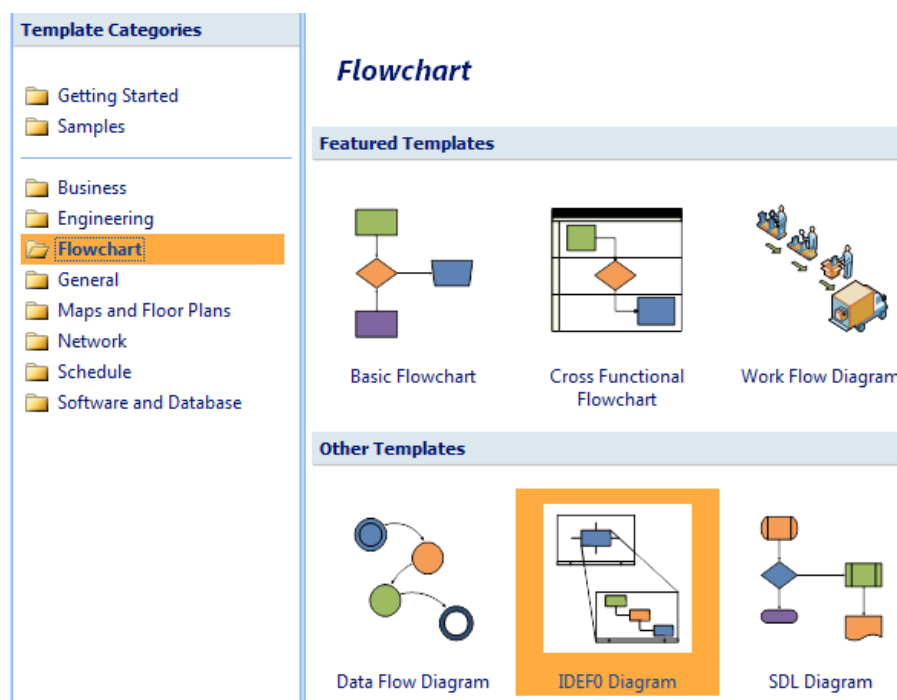 Template Categories
Getting Started
Samples
Business
Engineering
Flowchart
General
Maps and Floor Plans
Network
Schedule
Software and Database
Flowchart
Featured Templates
Basic Flowchart
Cross Functional
Flowchart
Work Flow Diagram
Other Templates
Data Flow Diagram
IDEF0 Diagram
SDL Diagram